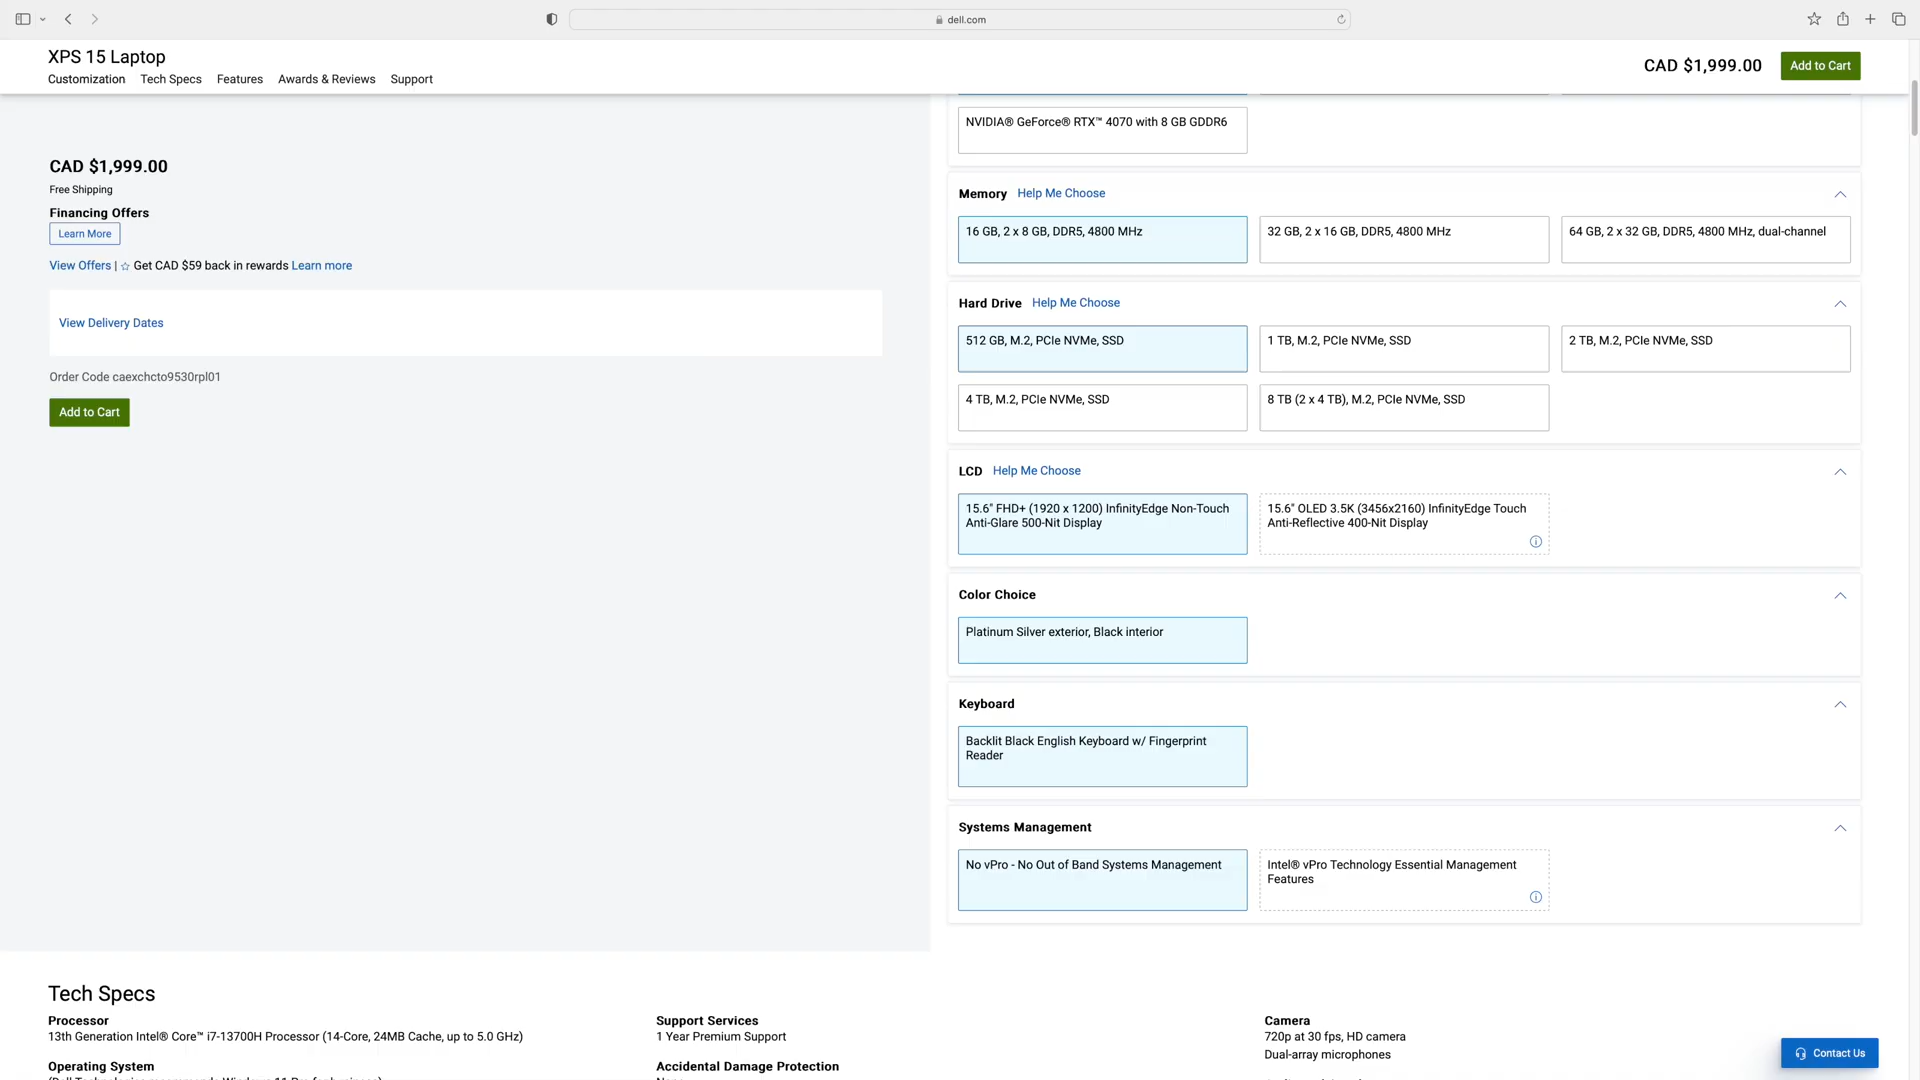 dell.com
XPS 15 Laptop
Customization Tech Specs Features Awards & Reviews Support
CAD $1,999.00
Add to Cart
CAD $1,999.00
Free Shipping
Financing Offers
Learn More
View Offers | ☆ Get CAD $59 back in rewards Learn more
View Delivery Dates
Order Code caexchcto9530rpl01
Add to Cart
NVIDIA® GeForce® RTX™ 4070 with 8 GB GDDR6
Memory Help Me Choose
16 GB, 2 x 8 GB, DDR5, 4800 MHz
32 GB, 2 x 16 GB, DDR5, 4800 MHz
64 GB, 2 x 32 GB, DDR5, 4800 MHz, dual-channel
Hard Drive Help Me Choose
512 GB, M.2, PCIe NVMe, SSD
1 TB, M.2, PCIe NVMe, SSD
2 TB, M.2, PCIe NVMe, SSD
4 TB, M.2, PCIe NVMe, SSD
8 TB (2 x 4 TB), M.2, PCIe NVMe, SSD
LCD Help Me Choose
15.6" FHD+ (1920 x 1200) InfinityEdge Non-Touch
Anti-Glare 500-Nit Display
15.6" OLED 3.5K (3456x2160) InfinityEdge Touch
Anti-Reflective 400-Nit Display
Color Choice
Platinum Silver exterior, Black interior
Keyboard
Backlit Black English Keyboard w/ Fingerprint
Reader
Systems Management
No vPro - No Out of Band Systems Management
Intel® vPro Technology Essential Management
Features
Tech Specs
Processor
13th Generation Intel® Core™ i7-13700H Processor (14-Core, 24MB Cache, up to 5.0 GHz)
Operating System
Support Services
1 Year Premium Support
Accidental Damage Protection
Camera
720p at 30 fps, HD camera
Dual-array microphones
Contact Us